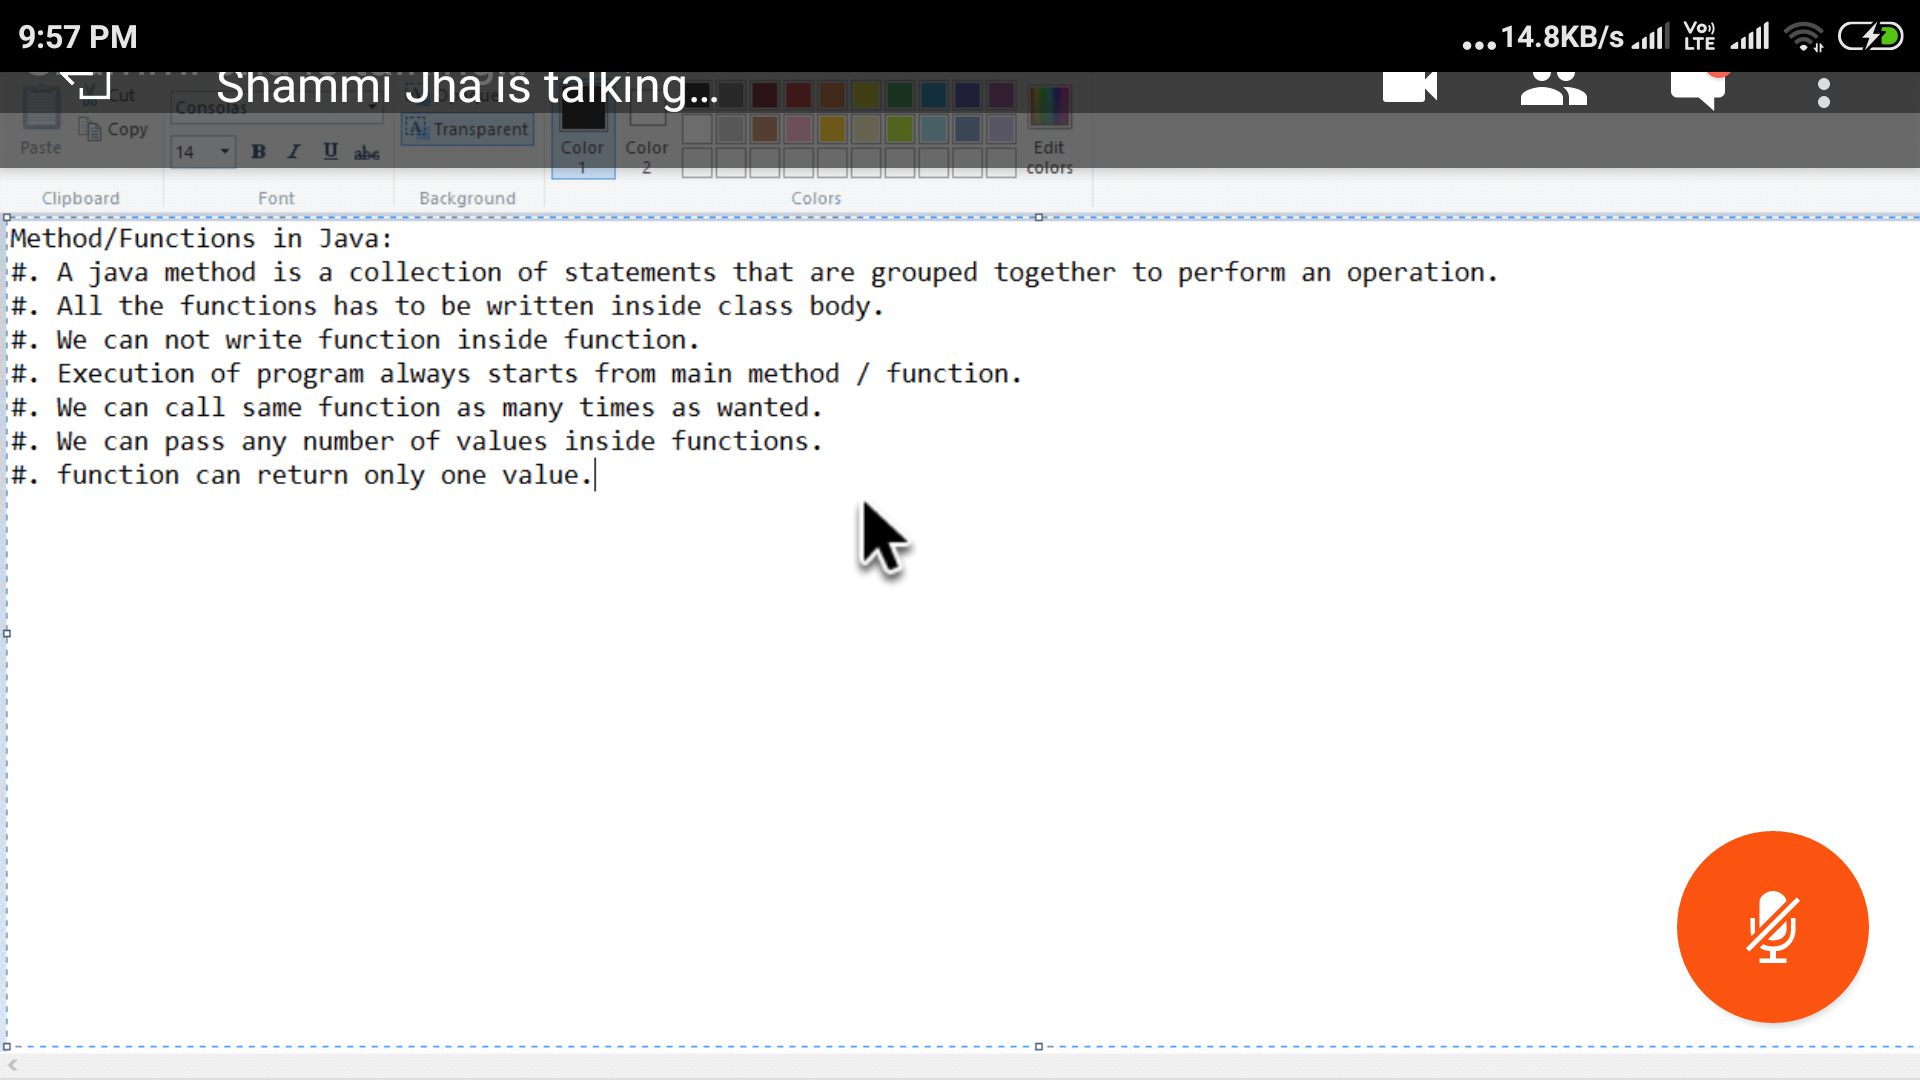 9:57 PM
...14.8KB/s
Vo)) LTE
Shammi Jha is talking...
Cut
Consolas
Copy
Transparent
Paste
14
B I U abc
Color 1
Color 2
Edit colors
Clipboard
Font
Background
Colors
Method/Functions in Java:
#. A java method is a collection of statements that are grouped together to perform an operation.
#. All the functions has to be written inside class body.
#. We can not write function inside function.
#. Execution of program always starts from main method / function.
#. We can call same function as many times as wanted.
#. We can pass any number of values inside functions.
#. function can return only one value.